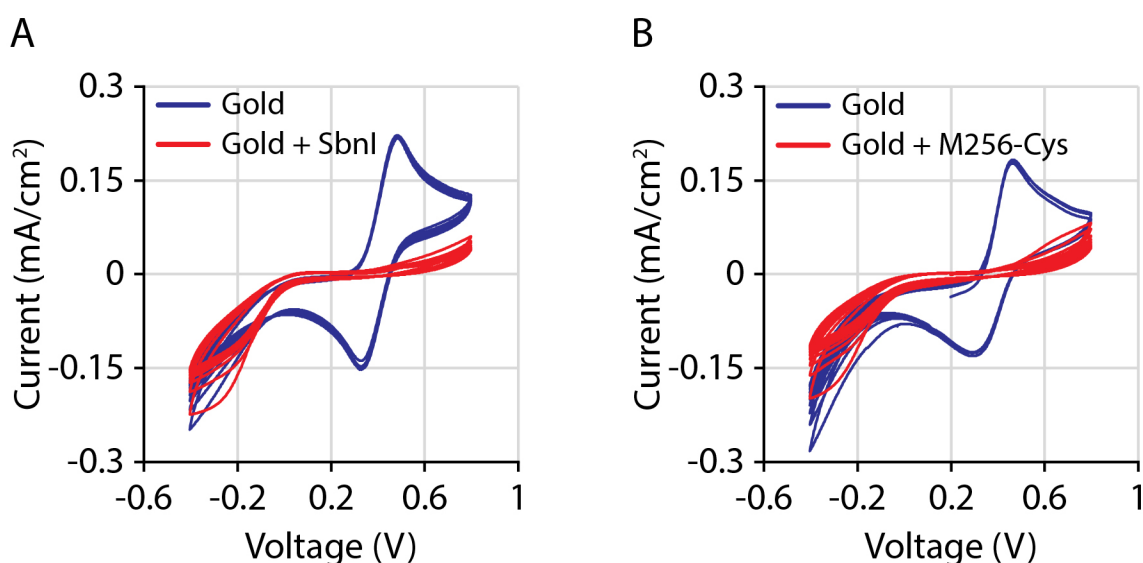 A
B
Gold
Gold + SbnI
Gold
Gold + M256-Cys
Current (mA/cm²)
0.3
0.15
0
-0.15
-0.3
-0.6
-0.2
0.2
0.6
1
Voltage (V)
Current (mA/cm²)
0.3
0.15
0
-0.15
-0.3
-0.6
-0.2
0.2
0.6
1
Voltage (V)